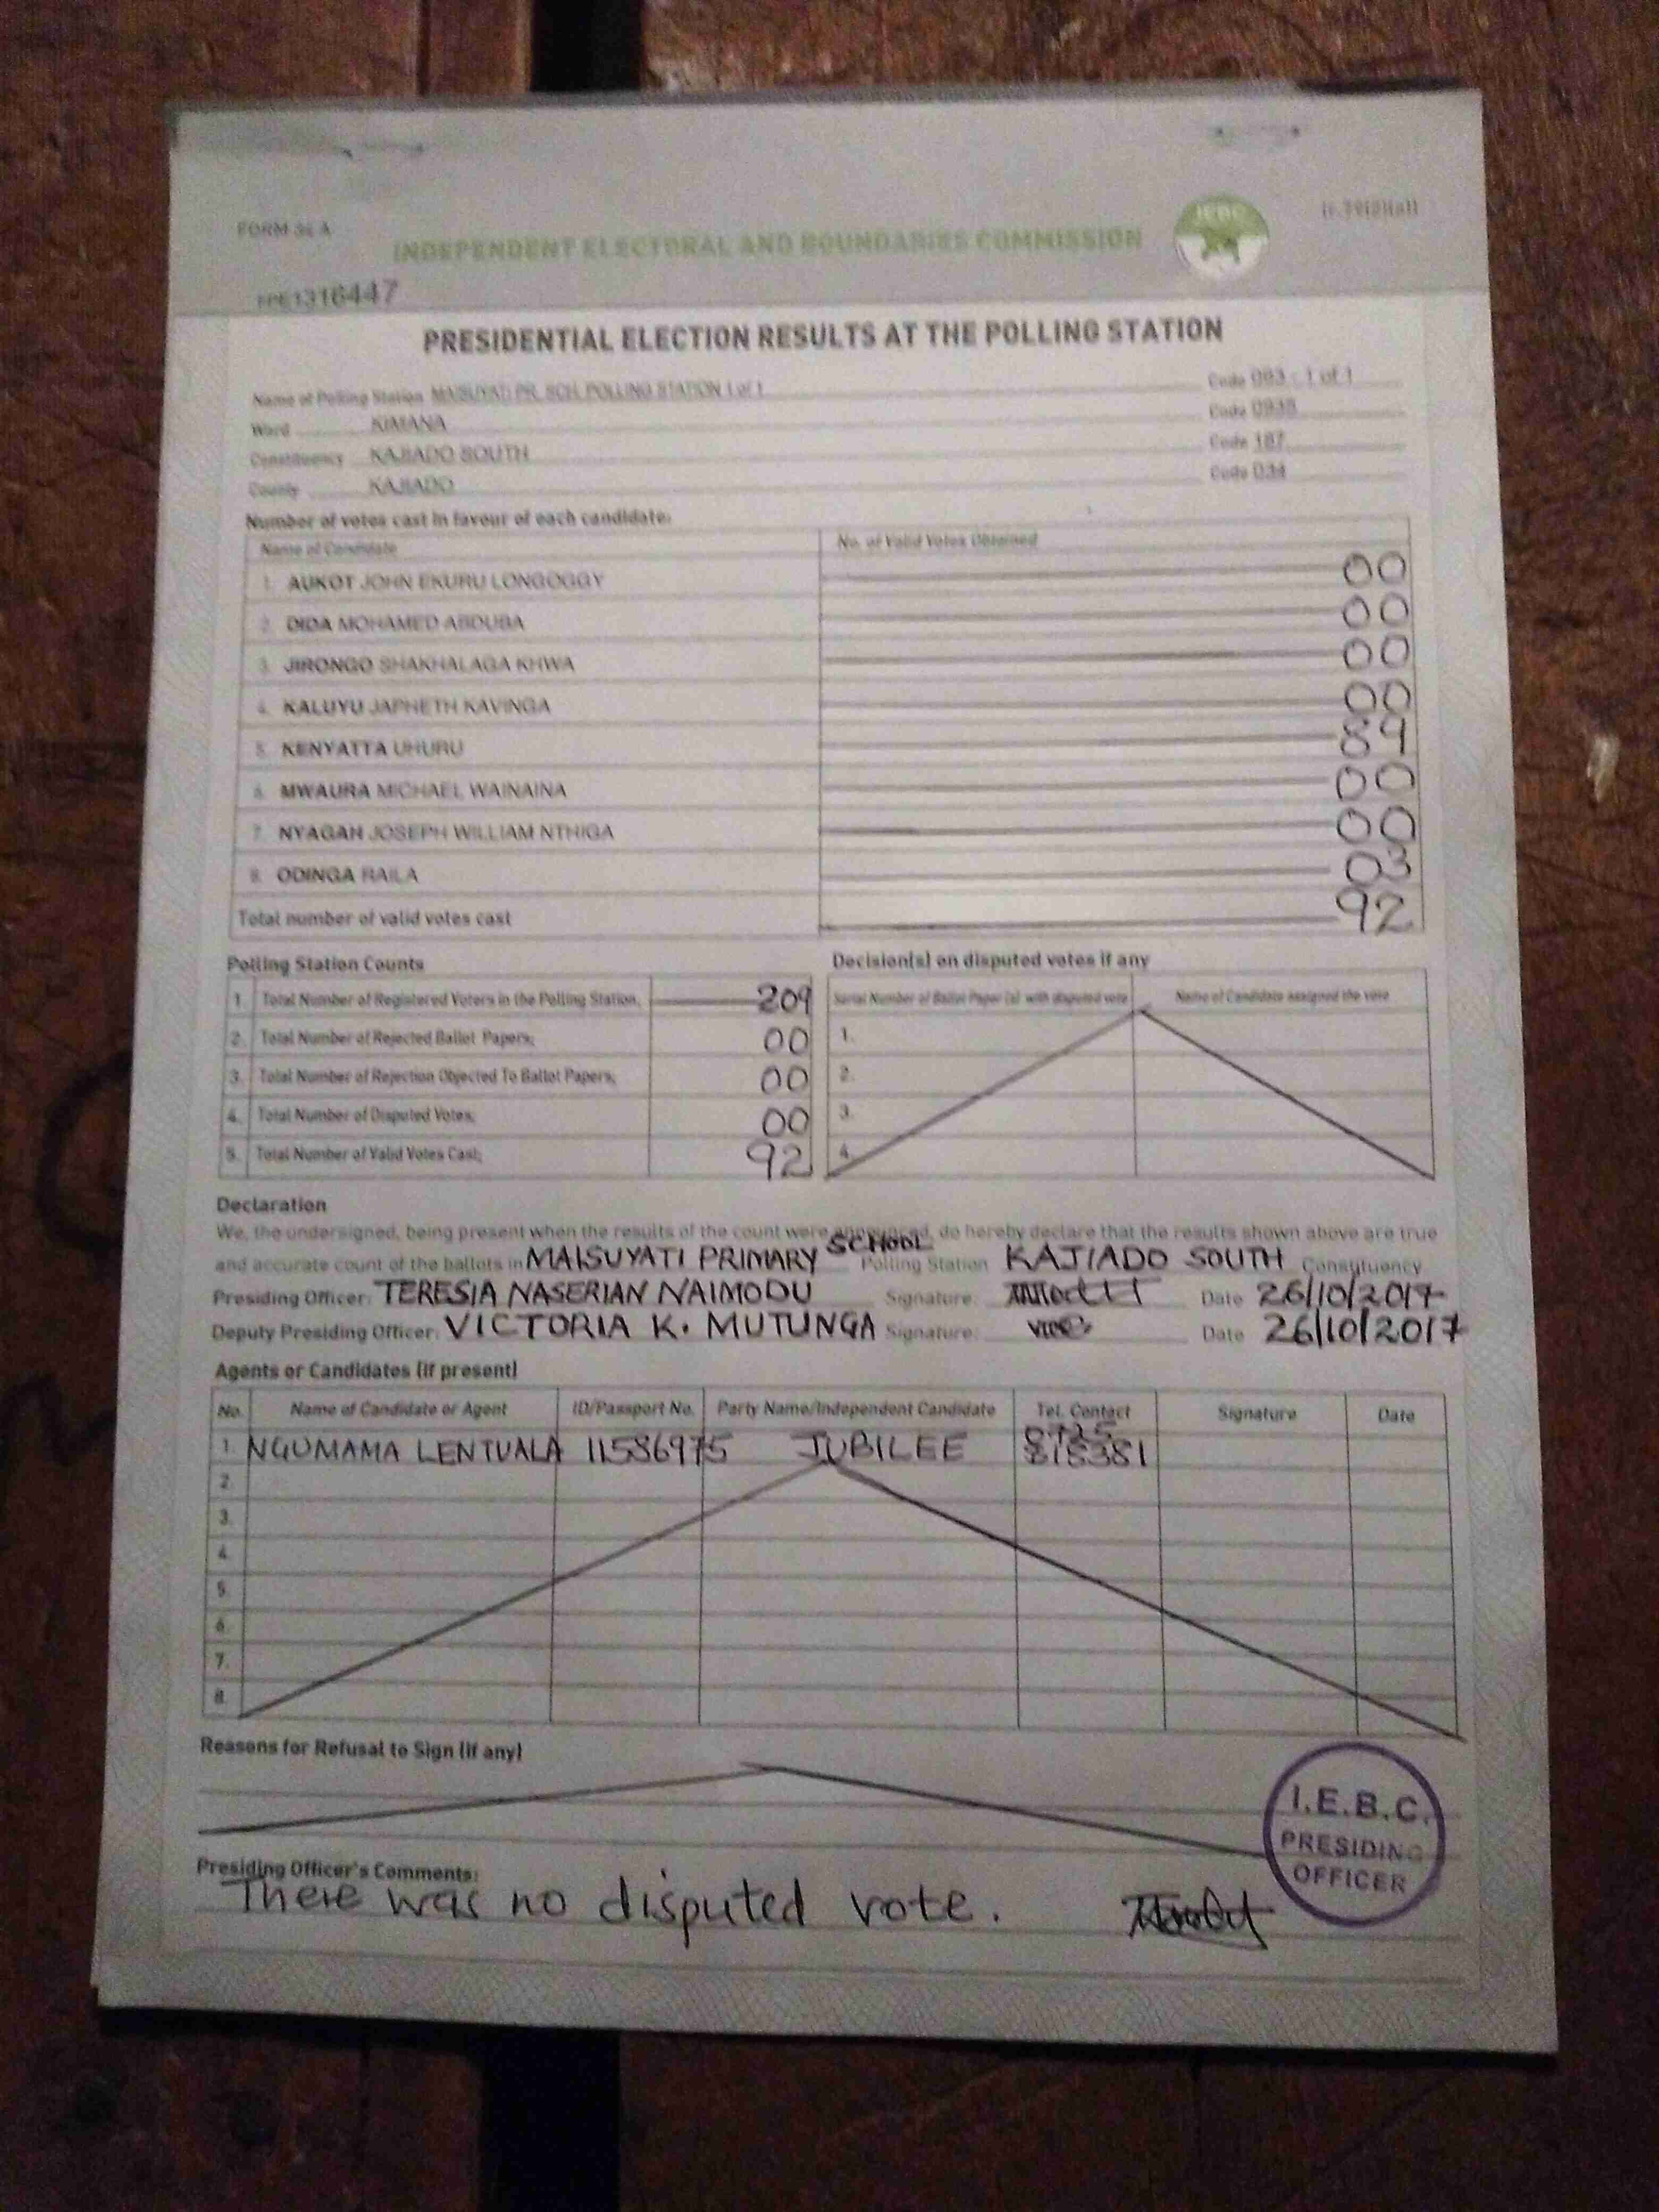 FORM 34 A
(r.79(2)(a))
INDEPENDENT ELECTORAL AND BOUNDARIES COMMISSION
IEBC
1316447
PRESIDENTIAL ELECTION RESULTS AT THE POLLING STATION
Name of Polling Station MAISUYATI PR. SCH. POLLING STATION 1 of 1 Code 093 - 1 of 1
Ward KIMANA Code 0935
Constituency KAJIADO SOUTH Code 187
County KAJIADO Code 034
Number of votes cast in favour of each candidate:
Name of Candidate No. of Valid Votes Obtained
1. AUKOT JOHN EKURU LONGOGGY 00
2. DIDA MOHAMED ABDUBA 00
3. JIRONGO SHAKHALAGA KHWA 00
4. KALUYU JAPHETH KAVINGA 00
5. KENYATTA UHURU 89
6. MWAURA MICHAEL WAINAINA 00
7. NYAGAH JOSEPH WILLIAM NTHIGA 00
8. ODINGA RAILA 03
Total number of valid votes cast 92
Polling Station Counts
1. Total Number of Registered Voters in the Polling Station; 209
2. Total Number of Rejected Ballot Papers; 00
3. Total Number of Rejection Objected To Ballot Papers; 00
4. Total Number of Disputed Votes; 00
5. Total Number of Valid Votes Cast; 92
Decision(s) on disputed votes if any
Serial Number of Ballot Paper (s) with disputed vote Name of Candidate assigned the vote
1.
2.
3.
4.
Declaration
We, the undersigned, being present when the results of the count were announced, do hereby declare that the results shown above are true
and accurate count of the ballots in MAISUYATI PRIMARY SCHOOL Polling Station KAJIADO SOUTH Constituency
Presiding Officer: TERESIA NASERIAN NAIMODU Signature: Date 26/10/2017
Deputy Presiding Officer: VICTORIA K. MUTUNGA Signature: Date 26/10/2017
Agents or Candidates (if present)
No. Name of Candidate or Agent ID/Passport No. Party Name/Independent Candidate Tel. Contact Signature Date
1. NGUMAMA LENTUALA 11586975 JUBILEE 0725 815381
2.
3.
4.
5.
6.
7.
8.
Reasons for Refusal to Sign (if any)
Presiding Officer's Comments:
There was no disputed vote.
I.E.B.C.
PRESIDING
OFFICER